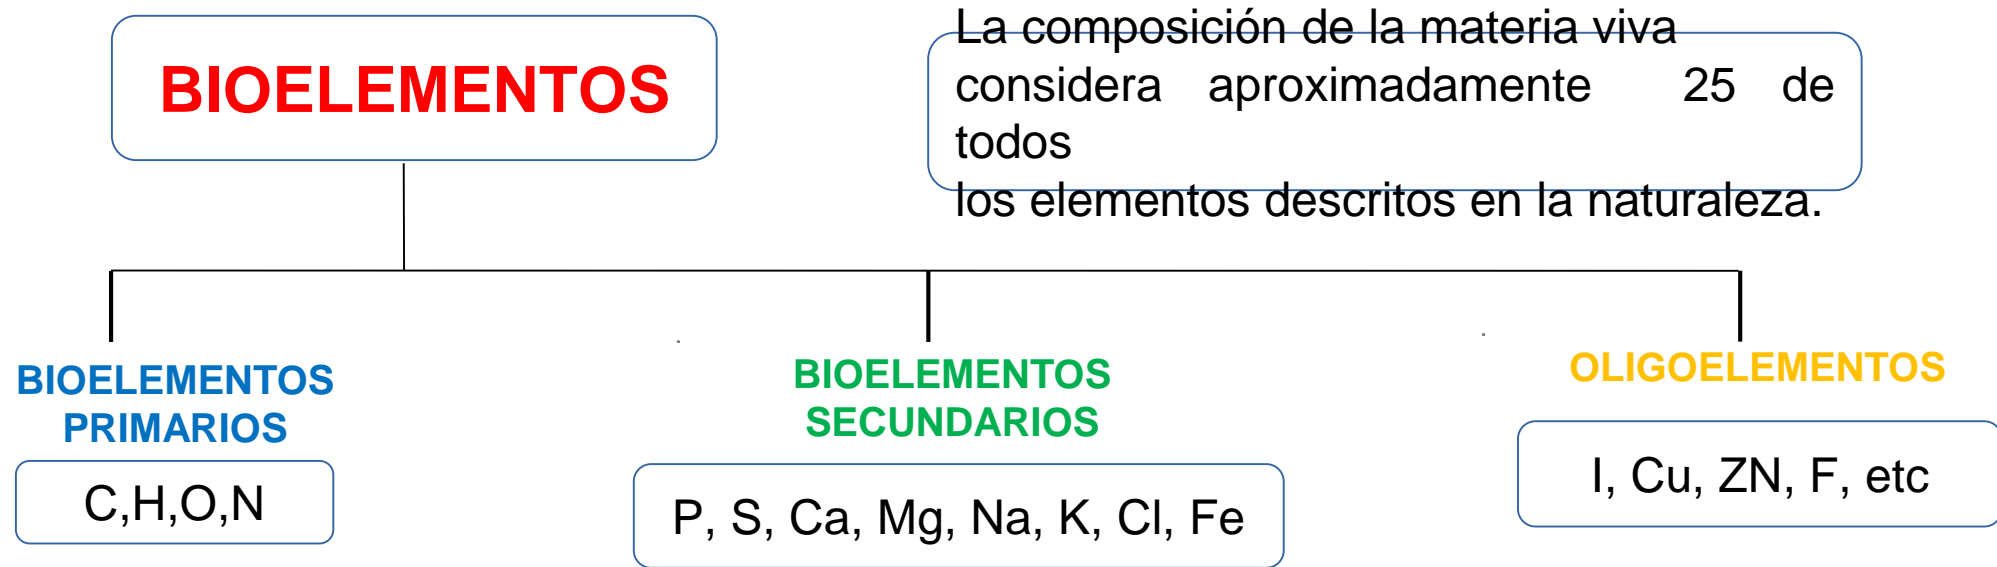 BIOELEMENTOS
La composición de la materia viva
considera aproximadamente 25 de
todos
los elementos descritos en la naturaleza.
BIOELEMENTOS
PRIMARIOS
C,H,O,N
BIOELEMENTOS
SECUNDARIOS
P, S, Ca, Mg, Na, K, Cl, Fe
OLIGOELEMENTOS
I, Cu, ZN, F, etc